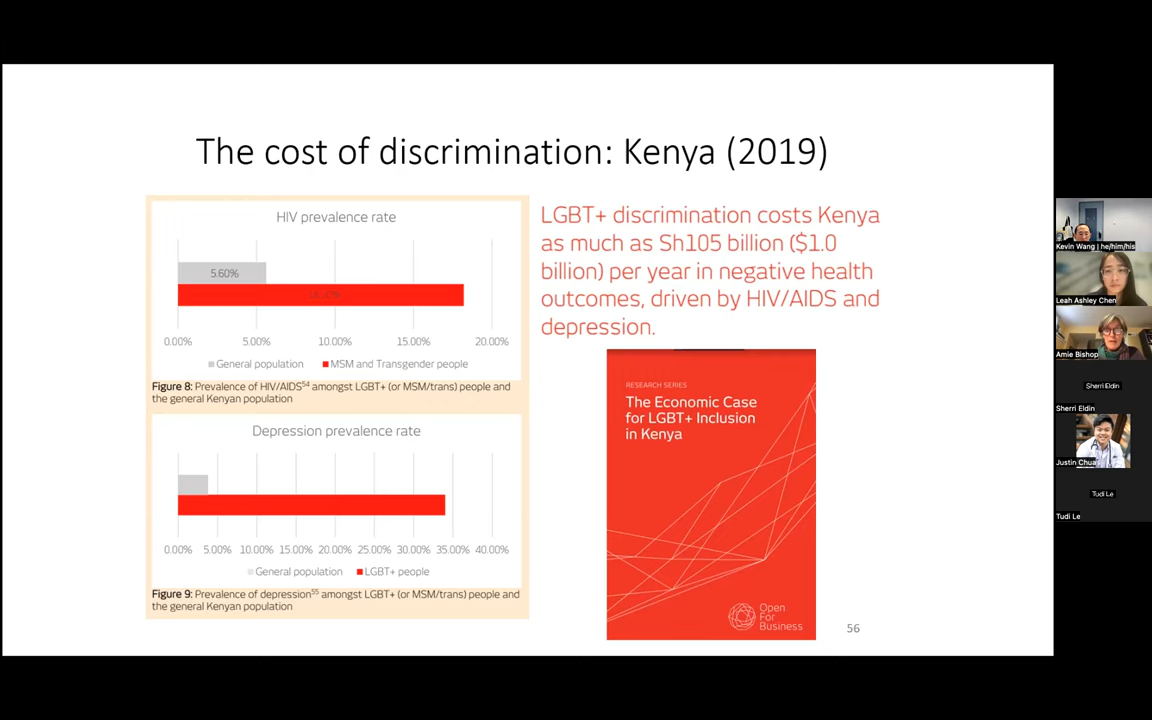 The cost of discrimination: Kenya (2019)
HIV prevalence rate
5.60%
0.00% 5.00% 10.00% 15.00% 20.00%
General population MSM and Transgender people
Figure 8: Prevalence of HIV/AIDS54 amongst LGBT+ (or MSM/trans) people and
the general Kenyan population
Depression prevalence rate
0.00% 5.00% 10.00% 15.00% 20.00% 25.00% 30.00% 35.00% 40.00%
General population LGBT+ people
Figure 9: Prevalence of depression55 amongst LGBT+ (or MSM/trans) people and
the general Kenyan population
LGBT+ discrimination costs Kenya
as much as Sh105 billion ($1.0
billion) per year in negative health
outcomes, driven by HIV/AIDS and
depression.
RESEARCH SERIES
The Economic Case
for LGBT+ Inclusion
in Kenya
Open
For
Business
56
Kevin Wang | he/him/his
Leah Ashley Chen
Amie Bishop
Sherri Eldin
Sherri Eldin
Justin Chua
Tudi Le
Tudi Le